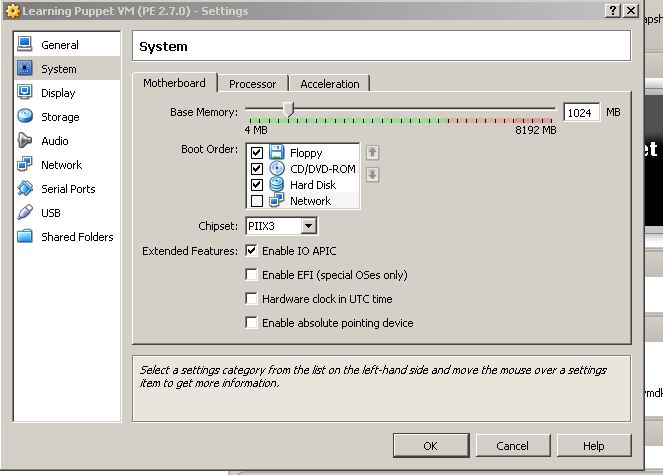 Learning Puppet VM (PE 2.7.0) - Settings
General
System
Display
Storage
Audio
Network
Serial Ports
USB
Shared Folders
System
Motherboard Processor Acceleration
Base Memory: 1024 MB
4 MB 8192 MB
Boot Order: Floppy
CD/DVD-ROM
Hard Disk
Network
Chipset: PIIX3
Extended Features: Enable IO APIC
Enable EFI (special OSes only)
Hardware clock in UTC time
Enable absolute pointing device
Select a settings category from the list on the left-hand side and move the mouse over a settings
item to get more information.
OK Cancel Help